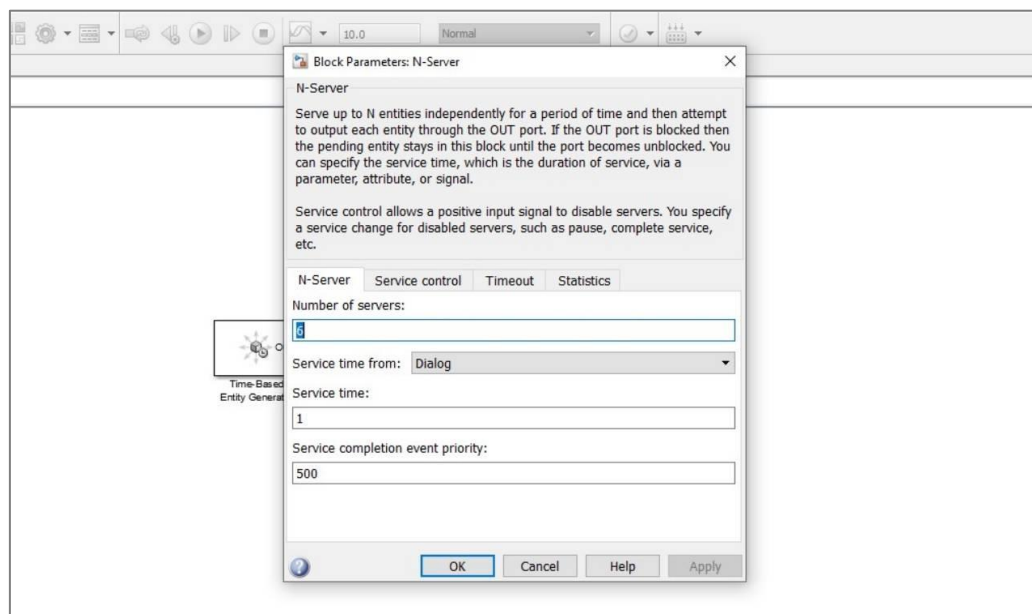 10.0
Normal
Block Parameters: N-Server
N-Server
Serve up to N entities independently for a period of time and then attempt
to output each entity through the OUT port. If the OUT port is blocked then
the pending entity stays in this block until the port becomes unblocked. You
can specify the service time, which is the duration of service, via a
parameter, attribute, or signal.
Service control allows a positive input signal to disable servers. You specify
a service change for disabled servers, such as pause, complete service,
etc.
N-Server Service control Timeout Statistics
Number of servers:
6
Service time from: Dialog
Service time:
1
Service completion event priority:
500
OK Cancel Help Apply
Time-Based
Entity Generat